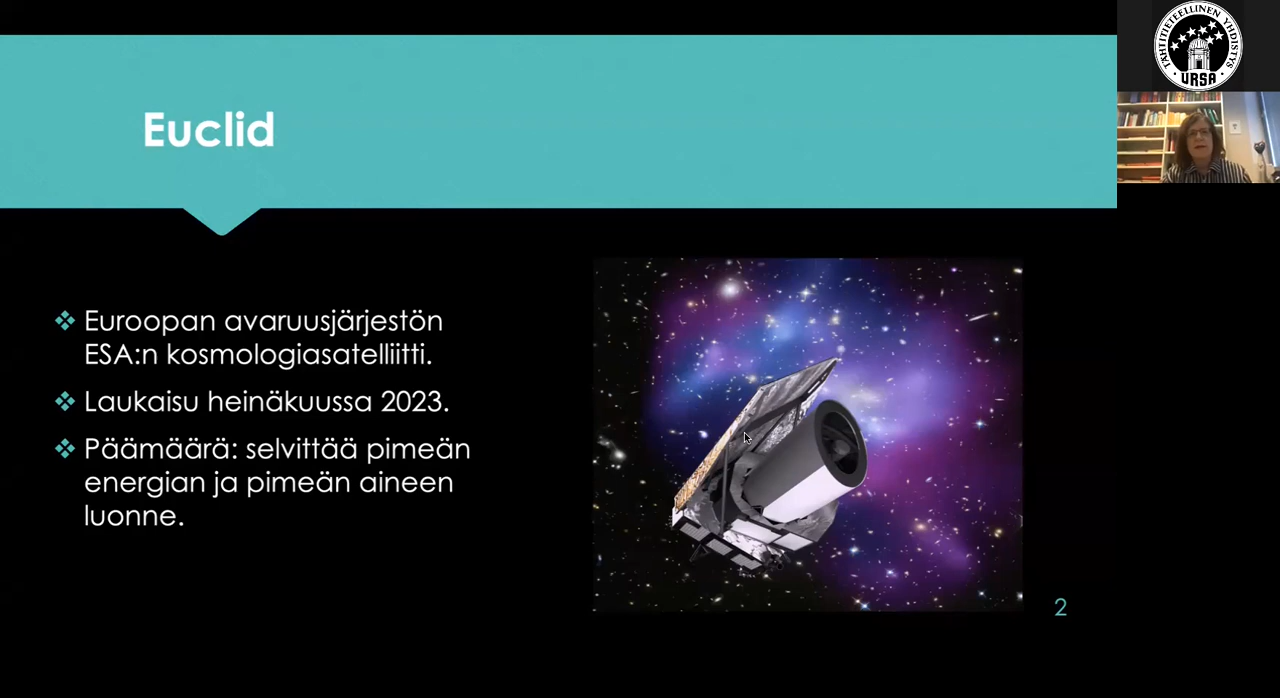 Euclid
❖ Euroopan avaruusjärjestön
ESA:n kosmologiasatelliitti.
❖ Laukaisu heinäkuussa 2023.
❖ Päämäärä: selvittää pimeän
energian ja pimeän aineen
luonne.
2
TÄHTITIETEELLINEN YHDISTYS
URSA